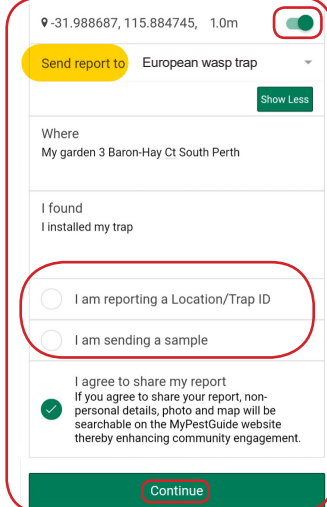 -31.988687, 115.884745, 1.0m
Send report to European wasp trap
Show Less
Where
My garden 3 Baron-Hay Ct South Perth
I found
I installed my trap
I am reporting a Location/Trap ID
I am sending a sample
I agree to share my report
If you agree to share your report, non-
personal details, photo and map will be
searchable on the MyPestGuide website
thereby enhancing community engagement.
Continue